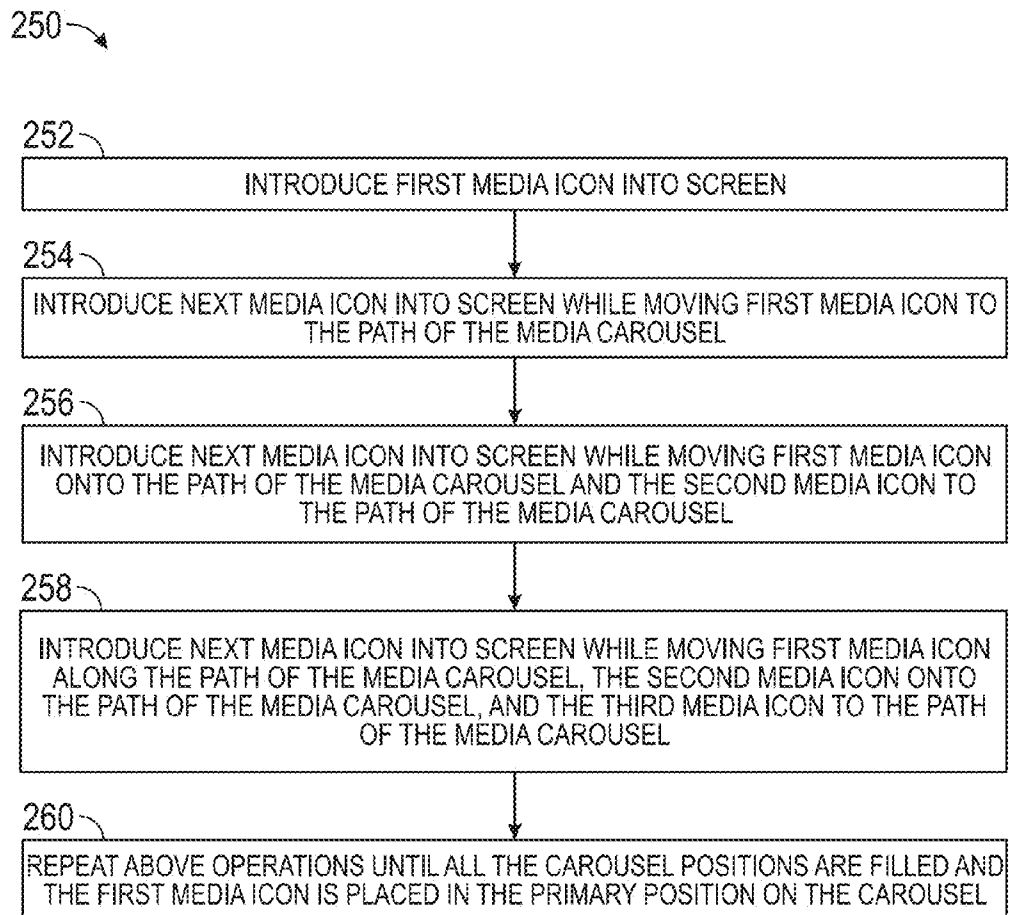 250
252
INTRODUCE FIRST MEDIA ICON INTO SCREEN
254
INTRODUCE NEXT MEDIA ICON INTO SCREEN WHILE MOVING FIRST MEDIA ICON TO
THE PATH OF THE MEDIA CAROUSEL
256
INTRODUCE NEXT MEDIA ICON INTO SCREEN WHILE MOVING FIRST MEDIA ICON
ONTO THE PATH OF THE MEDIA CAROUSEL AND THE SECOND MEDIA ICON TO
THE PATH OF THE MEDIA CAROUSEL
258
INTRODUCE NEXT MEDIA ICON INTO SCREEN WHILE MOVING FIRST MEDIA ICON
ALONG THE PATH OF THE MEDIA CAROUSEL, THE SECOND MEDIA ICON ONTO
THE PATH OF THE MEDIA CAROUSEL, AND THE THIRD MEDIA ICON TO THE PATH
OF THE MEDIA CAROUSEL
260
REPEAT ABOVE OPERATIONS UNTIL ALL THE CAROUSEL POSITIONS ARE FILLED AND
THE FIRST MEDIA ICON IS PLACED IN THE PRIMARY POSITION ON THE CAROUSEL